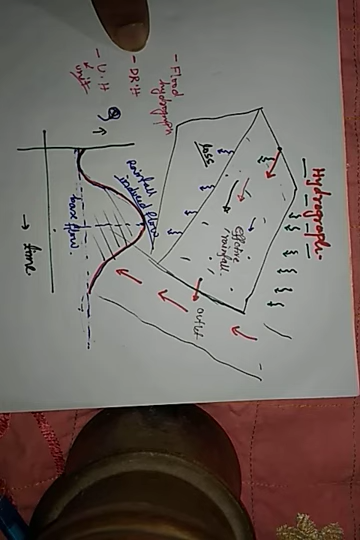 Hydrograph.
loss
Effective
rainfall
outlet
- Flood
hydrograph
- DRH
- U.H
unit
Q
rainfall
induced flow
base flow.
→ time